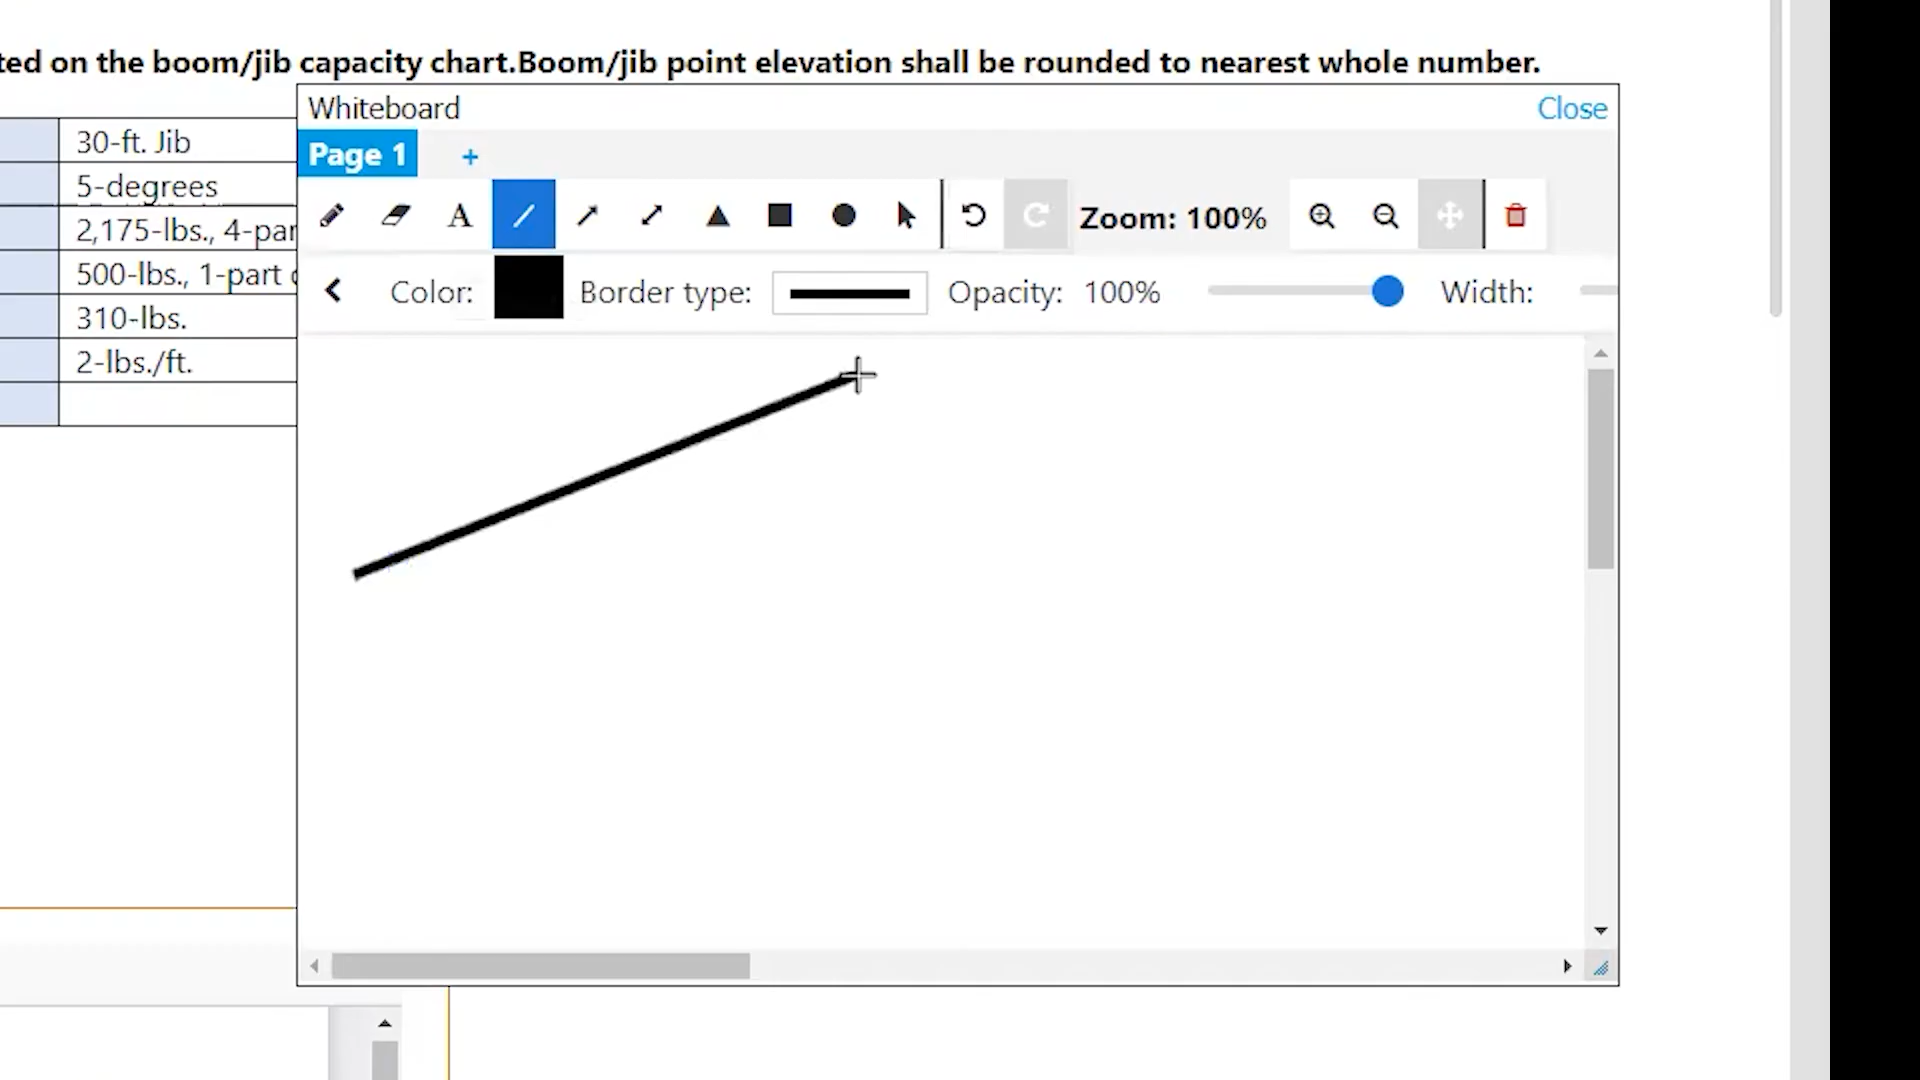 ted on the boom/jib capacity chart.Boom/jib point elevation shall be rounded to nearest whole number.
Whiteboard
Close
30-ft. Jib
Page 1
+
5-degrees
2,175-lbs., 4-par
A
Zoom: 100%
500-lbs., 1-part
Color:
Border type:
Opacity: 100%
Width:
310-lbs.
2-lbs./ft.